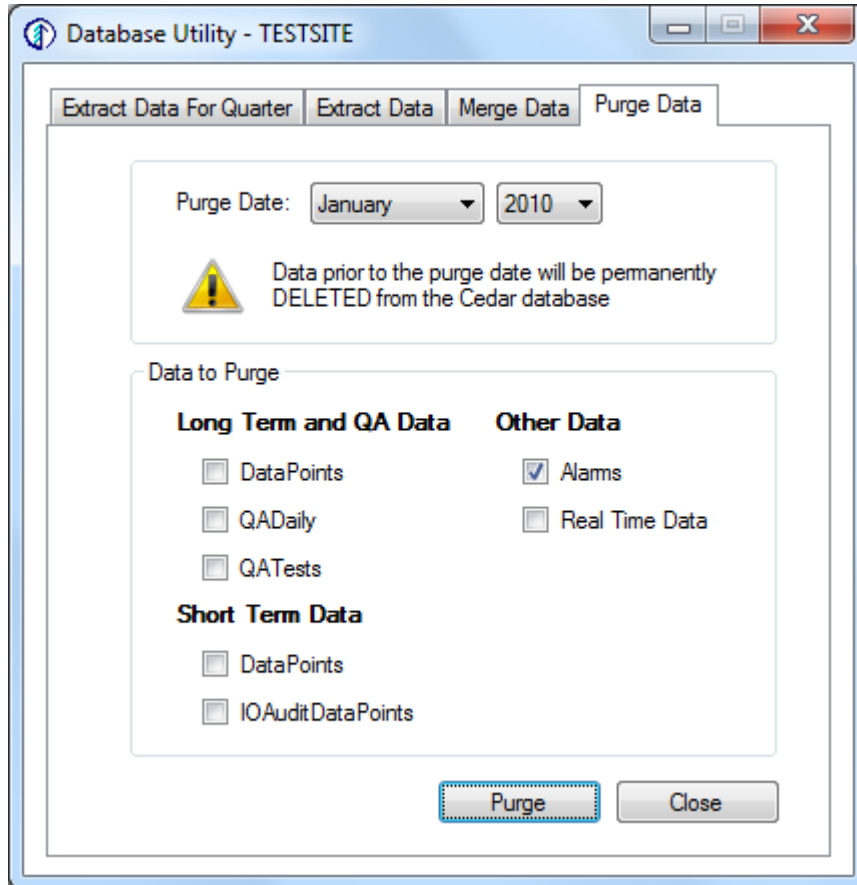 Database Utility - TESTSITE
Extract Data For Quarter Extract Data Merge Data Purge Data
Purge Date: January 2010
Data prior to the purge date will be permanently
DELETED from the Cedar database
Data to Purge
Long Term and QA Data Other Data
DataPoints Alarms
QADaily Real Time Data
QATests
Short Term Data
DataPoints
IOAuditDataPoints
Purge Close